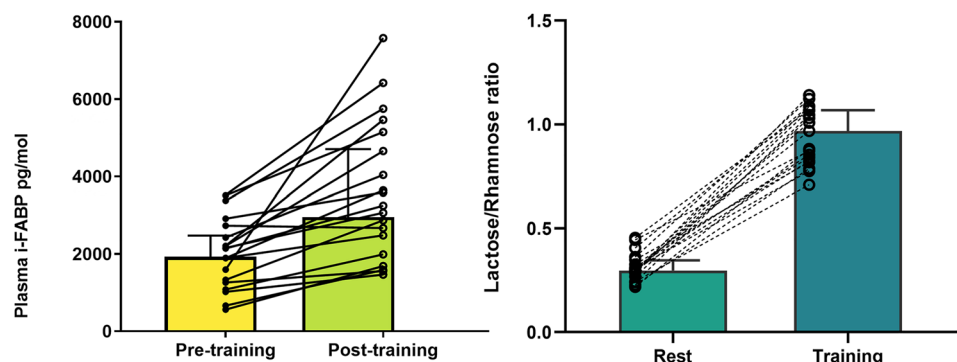 Plasma i-FABP pg/mol
8000
6000
4000
2000
0
Pre-training
Post-training
Lactose/Rhamnose ratio
1.5
1.0
0.5
0.0
Rest
Training